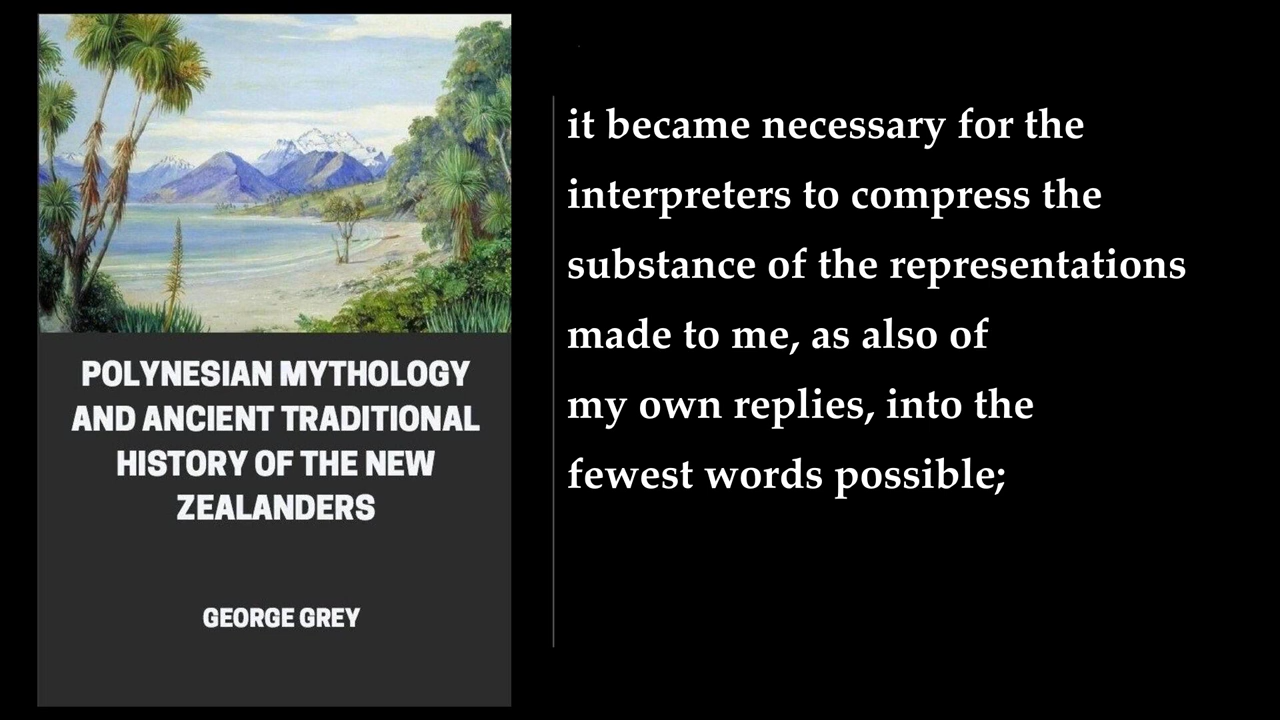 POLYNESIAN MYTHOLOGY
AND ANCIENT TRADITIONAL
HISTORY OF THE NEW
ZEALANDERS
GEORGE GREY
it became necessary for the
interpreters to compress the
substance of the representations
made to me, as also of
my own replies, into the
fewest words possible;